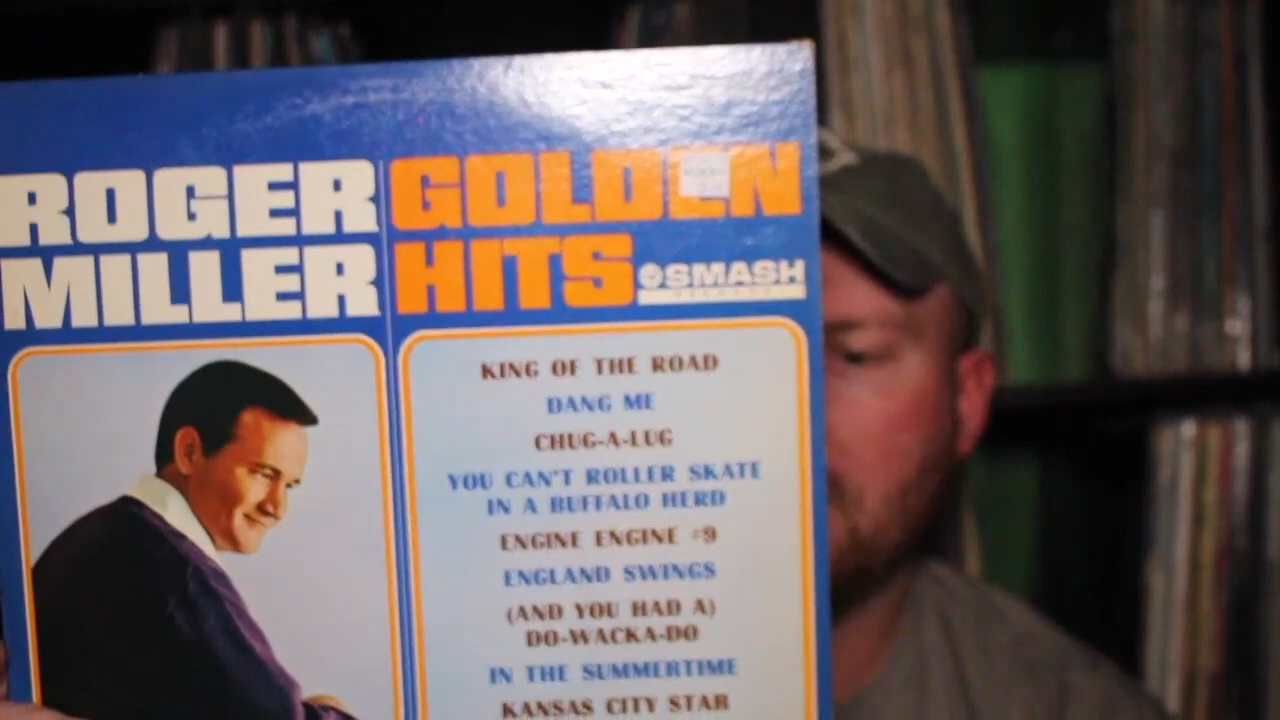 ROGER
MILLER
GOLDEN
HITS
SMASH
RECORDS
KING OF THE ROAD
DANG ME
CHUG-A-LUG
YOU CAN'T ROLLER SKATE
IN A BUFFALO HERD
ENGINE ENGINE #9
ENGLAND SWINGS
(AND YOU HAD A)
DO-WACKA-DO
IN THE SUMMERTIME
KANSAS CITY STAR